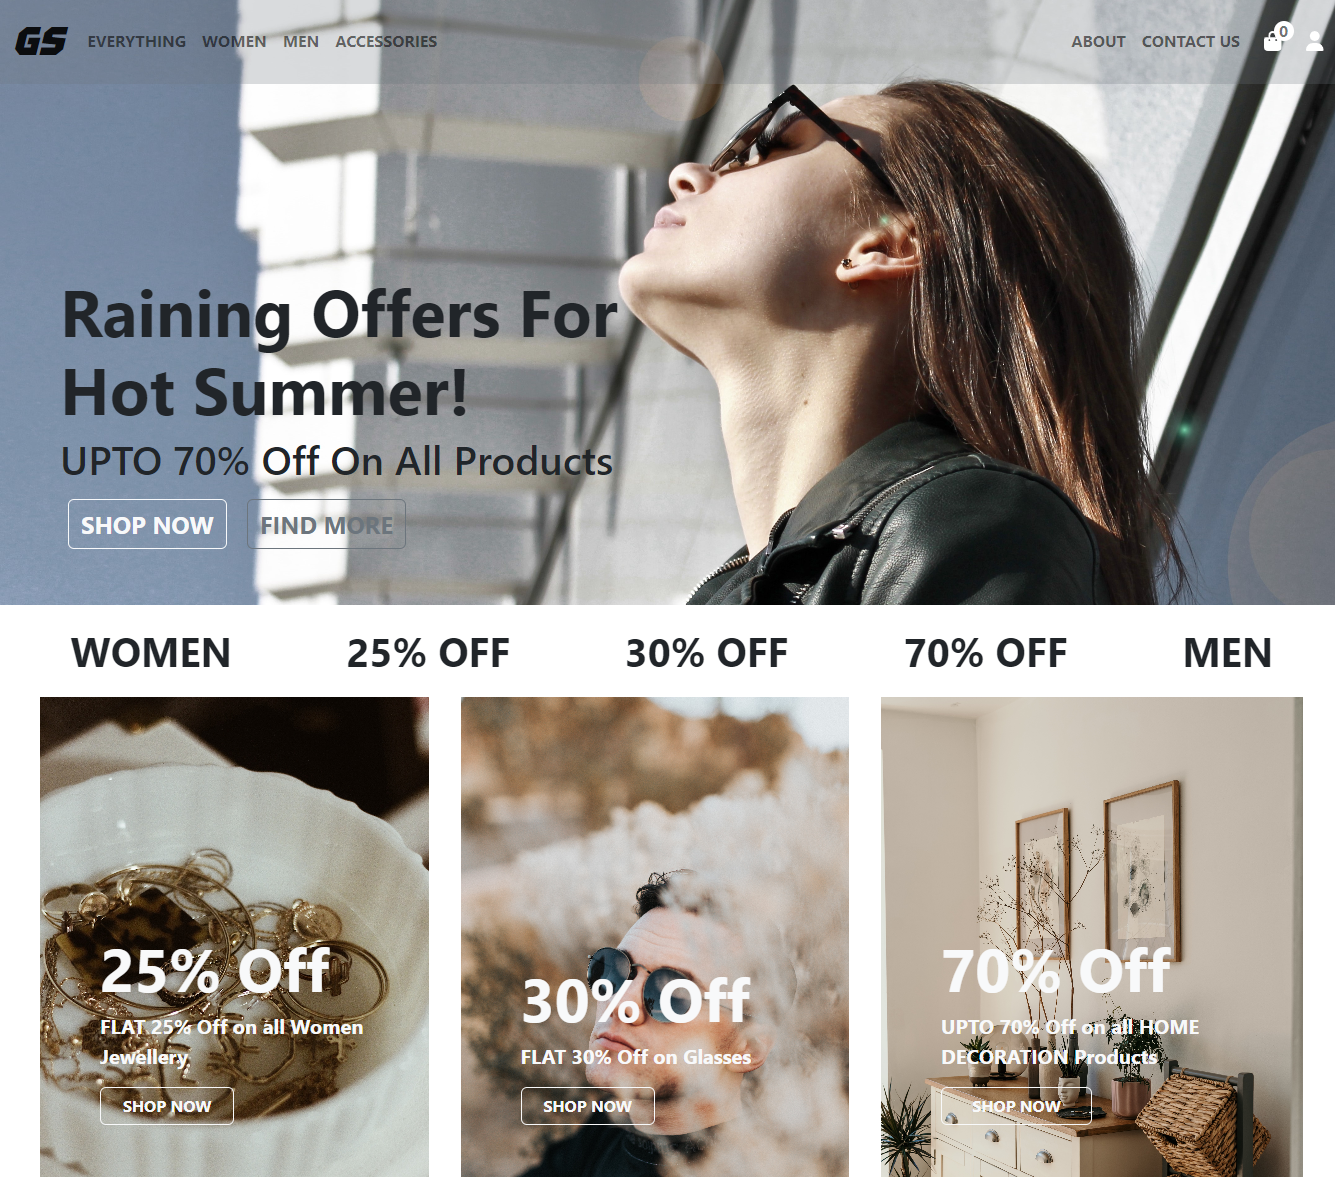 GS EVERYTHING WOMEN MEN ACCESSORIES ABOUT CONTACT US 0
Raining Offers For
Hot Summer!
UPTO 70% Off On All Products
SHOP NOW FIND MORE
WOMEN 25% OFF 30% OFF 70% OFF MEN
25% Off
FLAT 25% Off on all Women
Jewellery
SHOP NOW
30% Off
FLAT 30% Off on Glasses
SHOP NOW
70% Off
UPTO 70% Off on all HOME
DECORATION Products
SHOP NOW